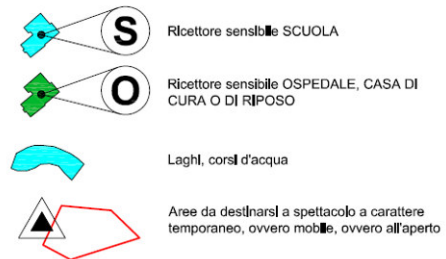 S
Ricettore sensibile SCUOLA
O
Ricettore sensibile OSPEDALE, CASA DI
CURA O DI RIPOSO
Laghi, corsi d'acqua
Aree da destinarsi a spettacolo a carattere
temporaneo, ovvero mobile, ovvero all'aperto